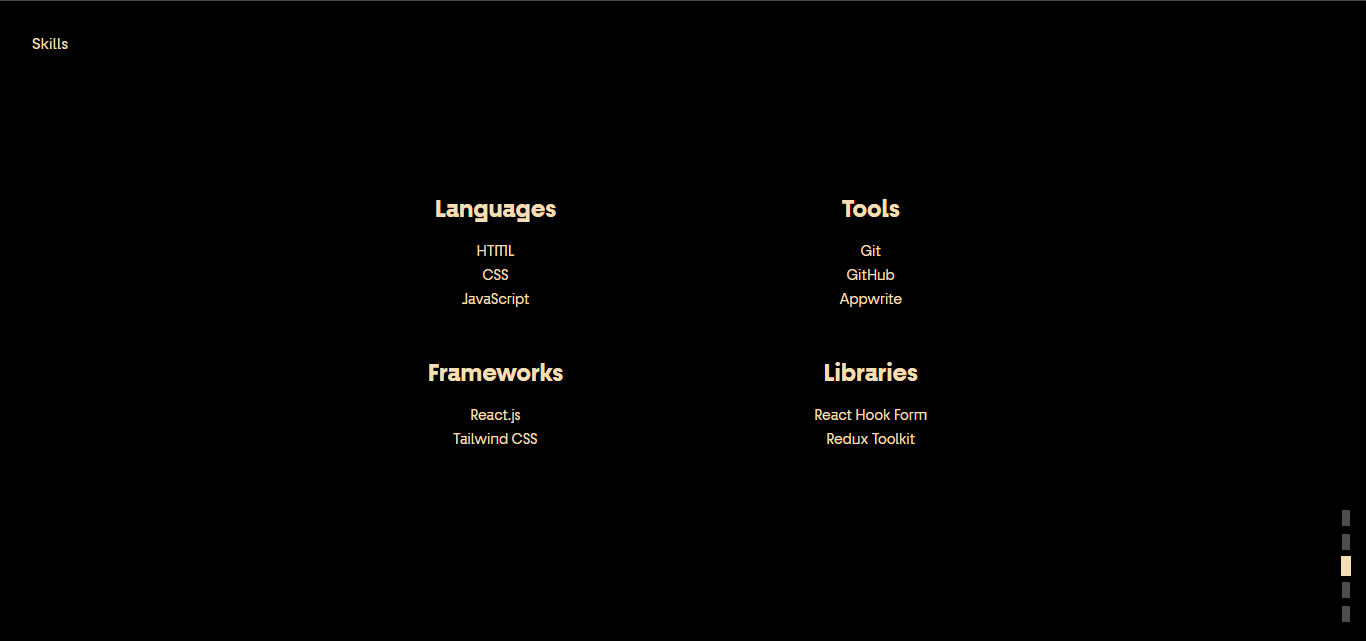 Skills
Languages
HTML
CSS
JavaScript
Tools
Git
GitHub
Appwrite
Frameworks
React.js
Tailwind CSS
Libraries
React Hook Form
Redux Toolkit